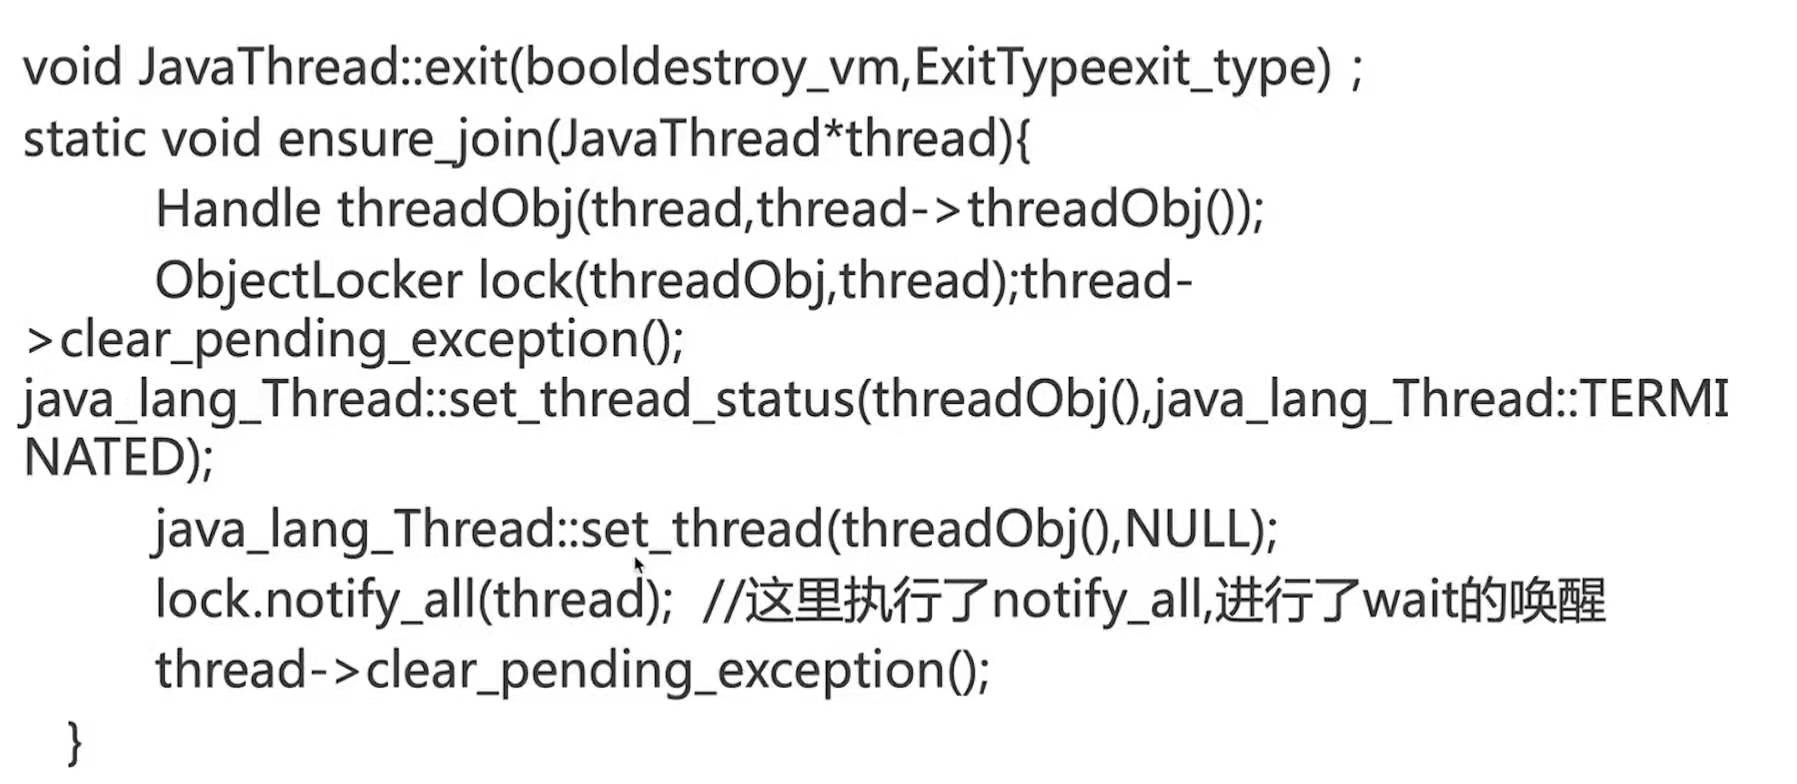 void JavaThread::exit(booldestroy_vm,ExitTypeexit_type) ;
static void ensure_join(JavaThread*thread){
Handle threadObj(thread,thread->threadObj());
ObjectLocker lock(threadObj,thread);thread-
>clear_pending_exception();
java_lang_Thread::set_thread_status(threadObj(),java_lang_Thread::TERMI
NATED);
java_lang_Thread::set_thread(threadObj(),NULL);
lock.notify_all(thread);  //这里执行了notify_all,进行了wait的唤醒
thread->clear_pending_exception();
}